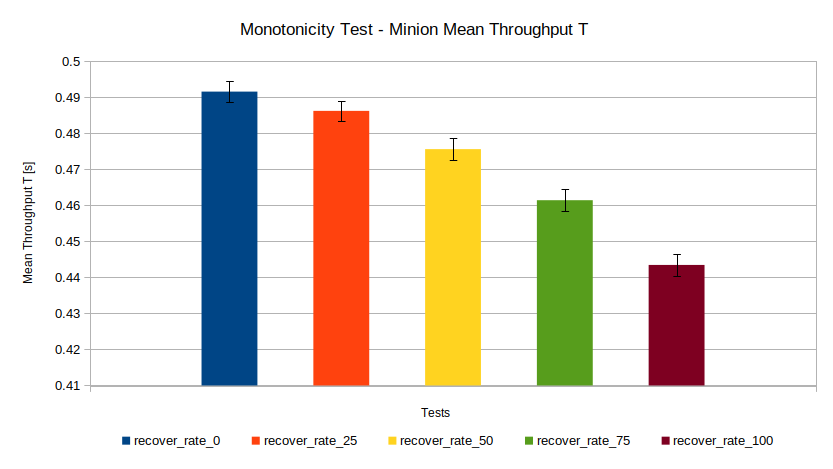 Monotonicity Test - Minion Mean Throughput T
0.5
0.49
0.48
0.47
0.46
0.45
0.44
0.43
0.42
0.41
Mean Throughput T [s]
Tests
recover_rate_0 recover_rate_25 recover_rate_50 recover_rate_75 recover_rate_100